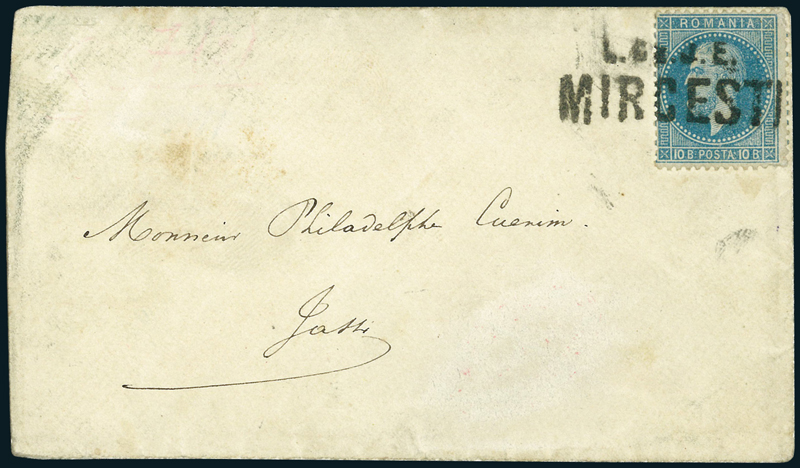 ROMANIA
L.B.J.E.
MIRCESTI
10 B. POSTA. 10 B.
Monsieur Philadelphe Cuenim.
Jassi